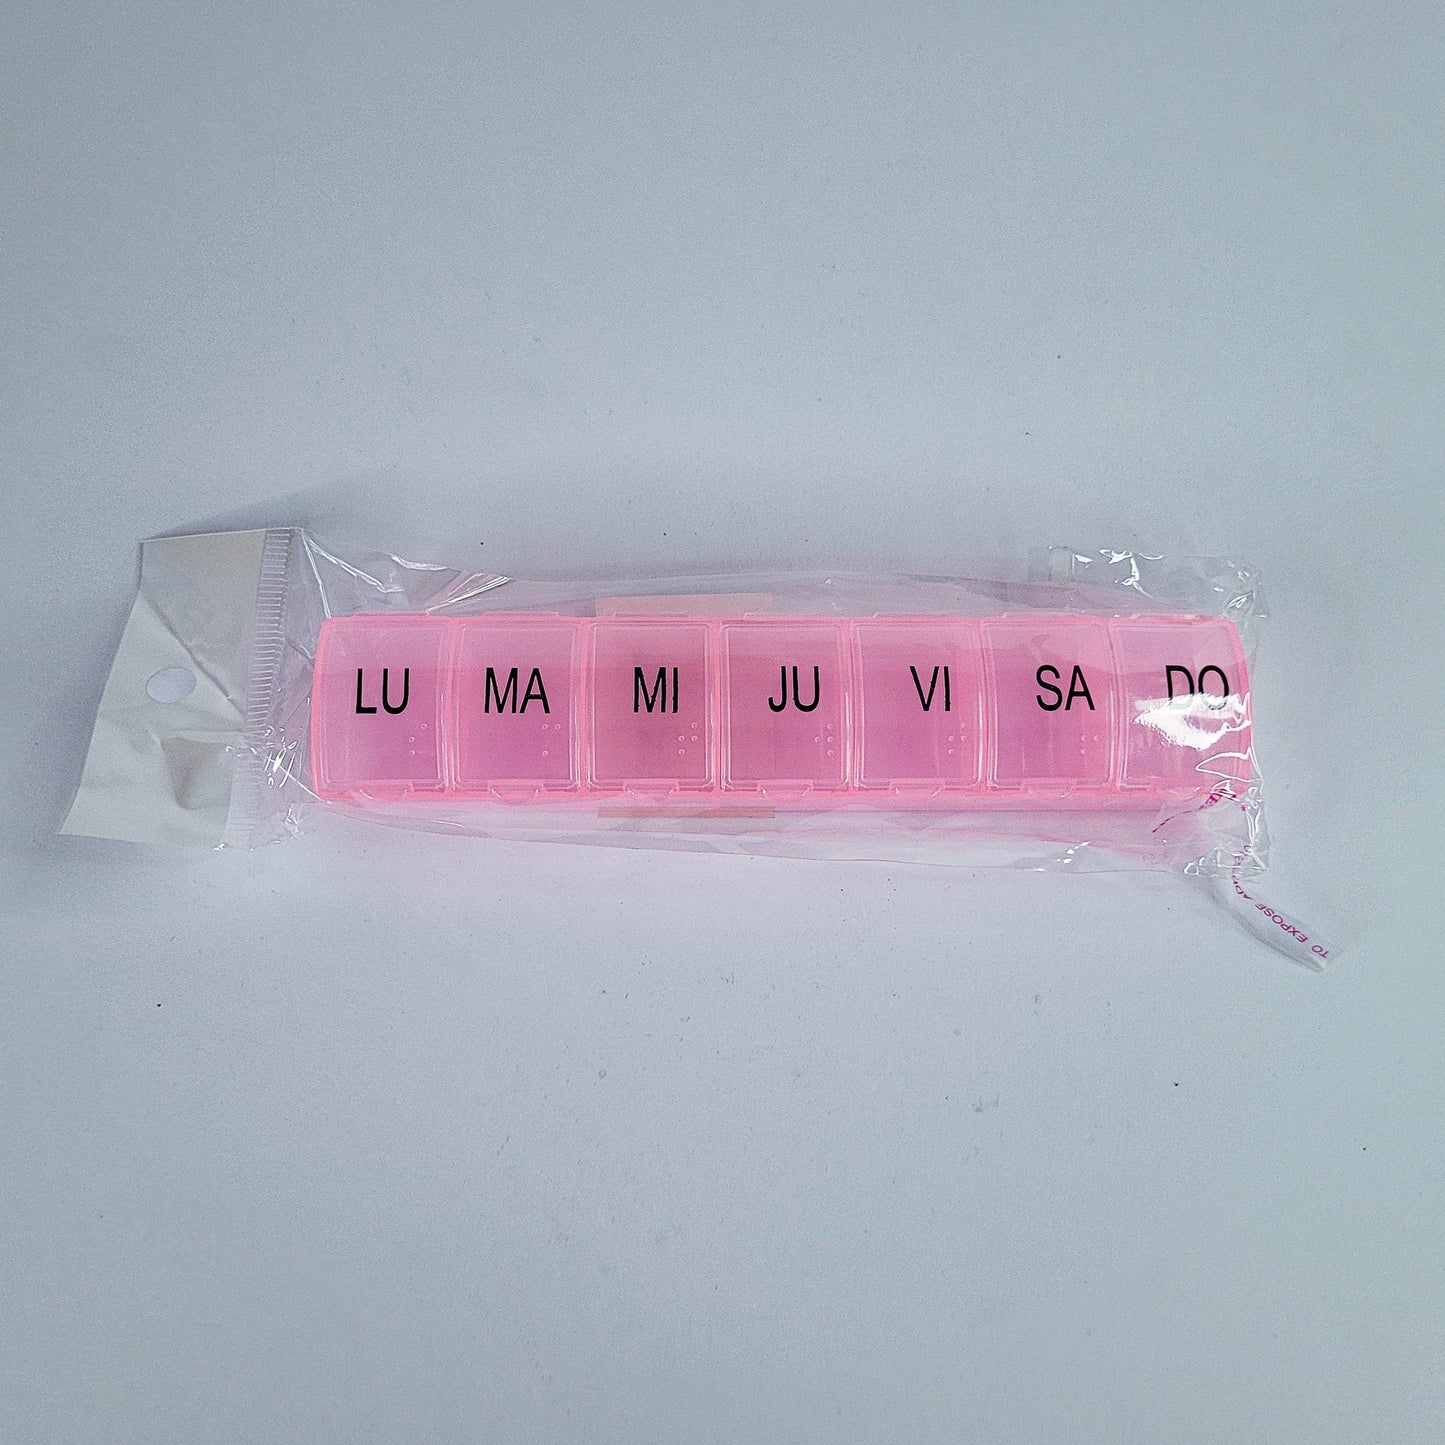 LU MA MI JU VI SA DO
TO EXPOSE